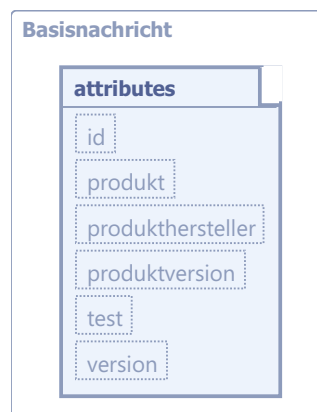 Basisnachricht
attributes
id
produkt
produkthersteller
produktversion
test
version